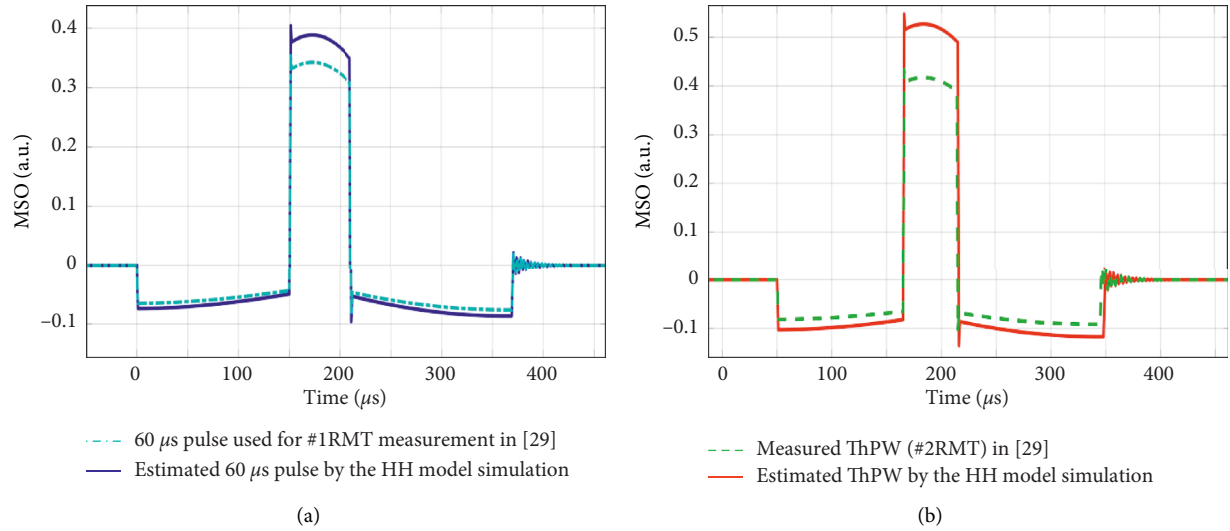 0.4
0.3
0.2
0.1
0
−0.1
MSO (a.u.)
0
100
200
300
400
Time (μs)
60 μs pulse used for #1RMT measurement in [29]
Estimated 60 μs pulse by the HH model simulation
(a)
0.5
0.4
0.5
0.2
0.1
0
−0.1
MSO (a.u.)
0
100
200
300
400
Time (μs)
Measured ThPW (#2RMT) in [29]
Estimated ThPW by the HH model simulation
(b)